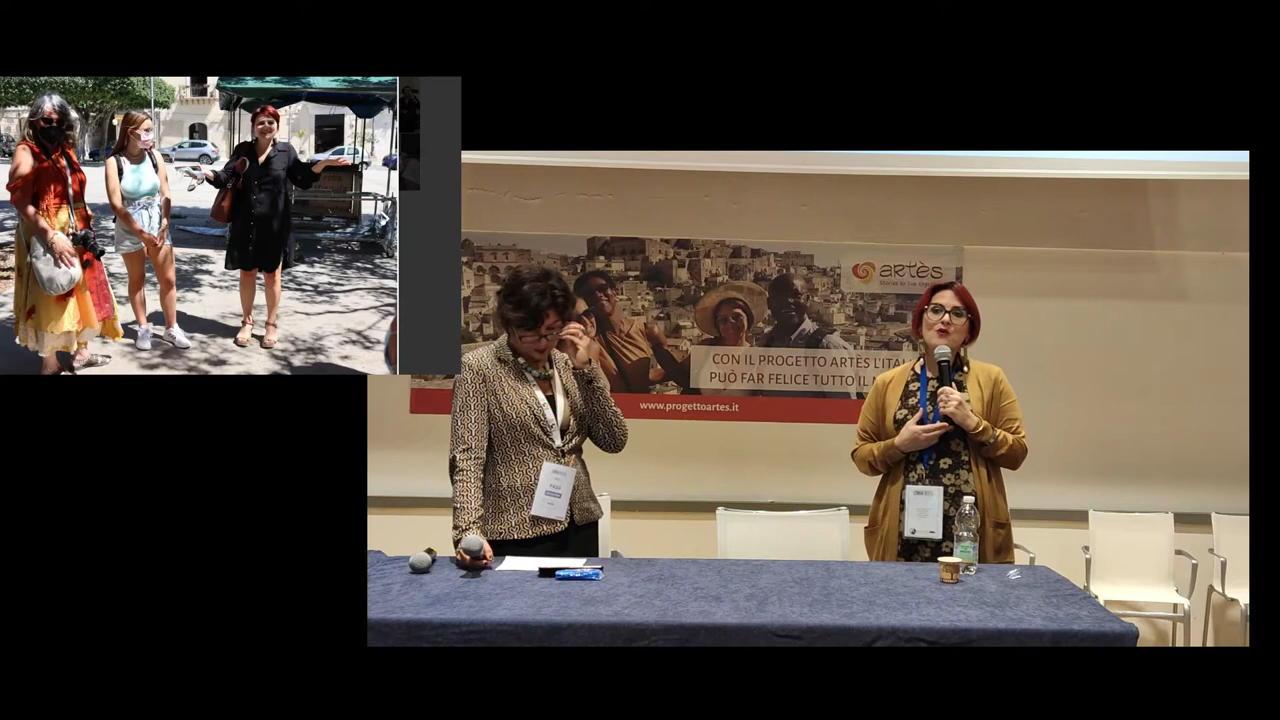 artès
CON IL PROGETTO ARTÈS L'ITA
PUÒ FAR FELICE TUTTO IL
www.progettoartes.it